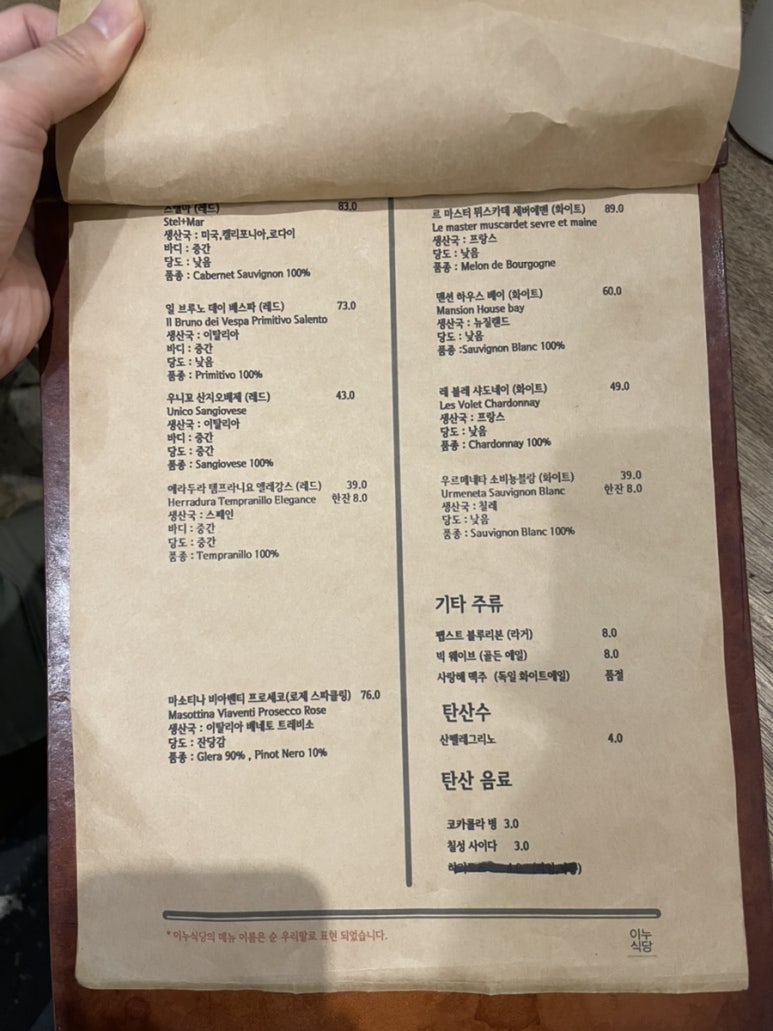 스텔마 (레드) 83.0
Stel+Mar
생산국 : 미국,캘리포니아,로다이
바디 : 중간
당도 : 낮음
품종 : Cabernet Sauvignon 100%
일 브루노 데이 베스파 (레드) 73.0
Il Bruno dei Vespa Primitivo Salento
생산국 : 이탈리아
바디 : 중간
당도 : 낮음
품종 : Primitivo 100%
우니꼬 산지오베제 (레드) 43.0
Unico Sangiovese
생산국 : 이탈리아
바디 : 중간
당도 : 중간
품종 : Sangiovese 100%
에라두라 템프라니요 엘레강스 (레드) 39.0
Herradura Tempranillo Elegance 한잔 8.0
생산국 : 스페인
바디 : 중간
당도 : 중간
품종 : Tempranillo 100%
마소티나 비아벤티 프로세코(로제 스파클링) 76.0
Masottina Viaventi Prosecco Rose
생산국 : 이탈리아 베네토 트레비소
당도 : 잔당감
품종 : Glera 90% , Pinot Nero 10%
르 마스터 뮈스카데 세버에맨 (화이트) 89.0
Le master muscardet sevre et maine
생산국 : 프랑스
당도 : 낮음
품종 : Melon de Bourgogne
맨션 하우스 베이 (화이트) 60.0
Mansion House bay
생산국 : 뉴질랜드
당도 : 낮음
품종 :Sauvignon Blanc 100%
레 볼레 샤도네이 (화이트) 49.0
Les Volet Chardonnay
생산국 : 프랑스
당도 : 낮음
품종 : Chardonnay 100%
우르메네타 소비뇽블랑 (화이트) 39.0
Urmeneta Sauvignon Blanc 한잔 8.0
생산국 : 칠레
당도 : 낮음
품종 : Sauvignon Blanc 100%
기타 주류
팹스트 블루리본 (라거) 8.0
빅 웨이브 (골든 에일) 8.0
사랑해 맥주 (독일 화이트에일) 품절
탄산수
산펠레그리노 4.0
탄산 음료
코카콜라 병 3.0
칠성 사이다 3.0
*이누식당의 메뉴 이름은 순 우리말로 표현 되었습니다.
이누
식당